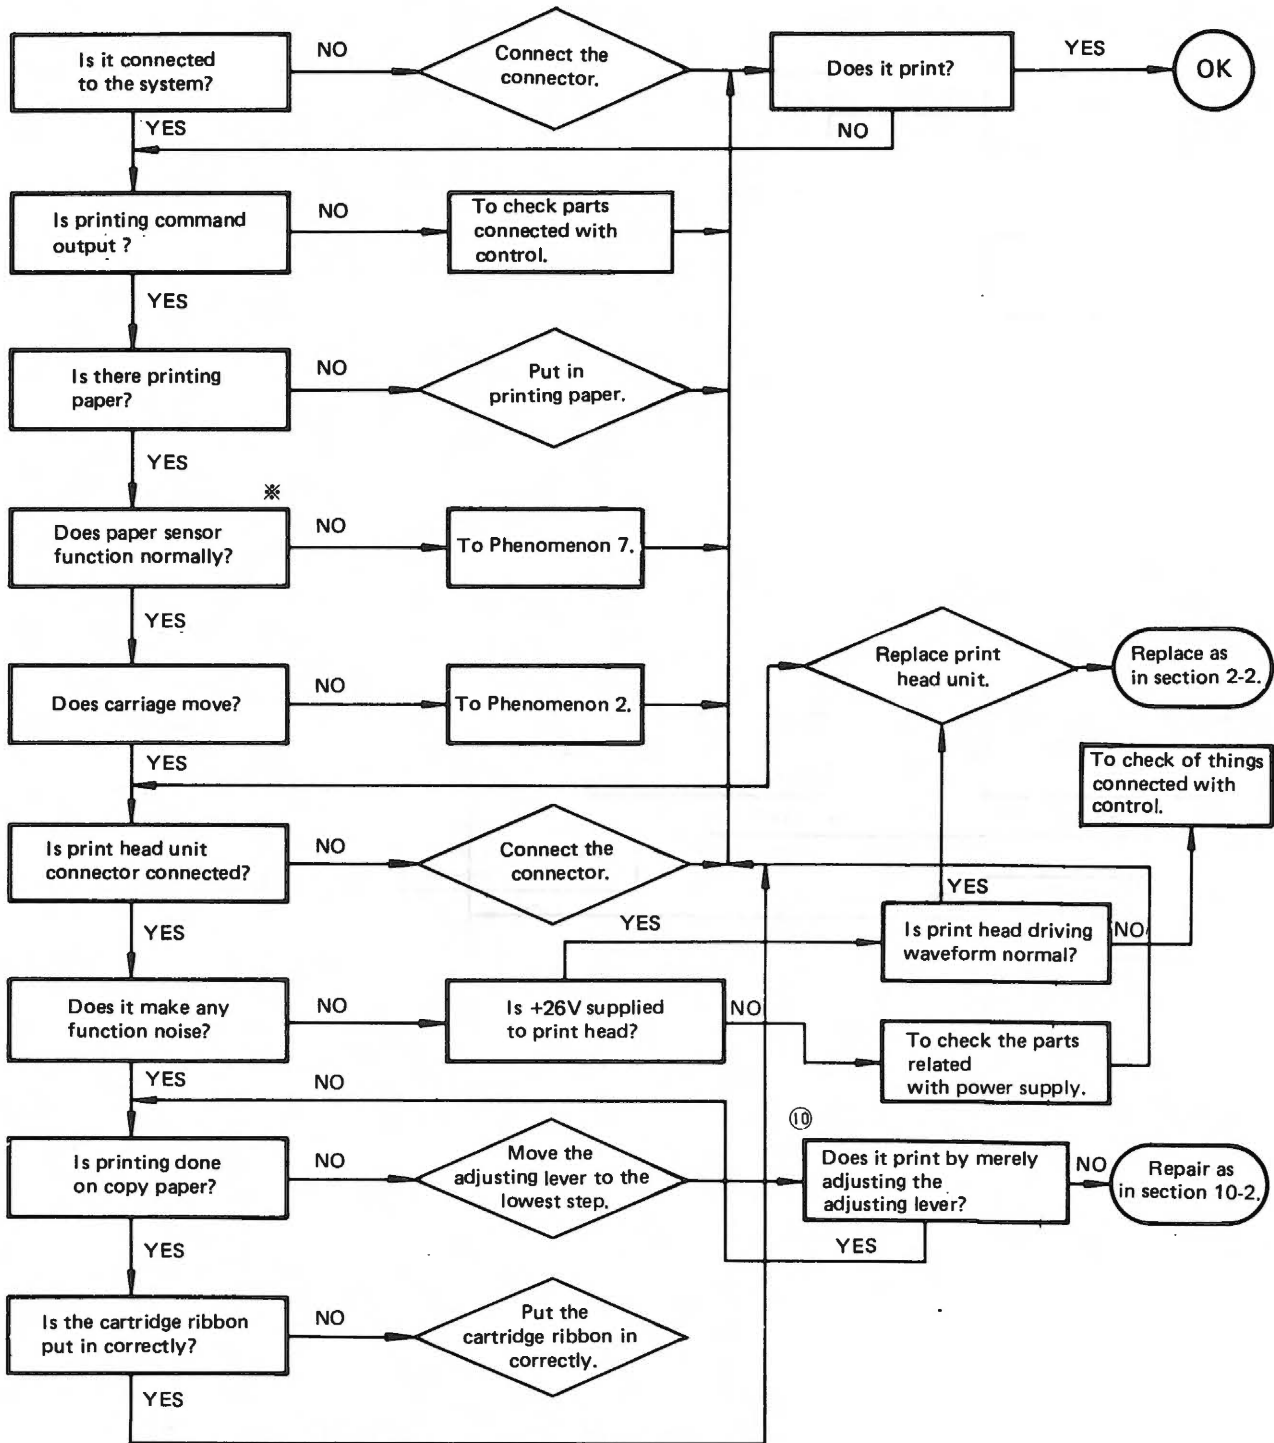 Is it connected
to the system?
NO
Connect the
connector.
Does it print?
YES
OK
YES
NO
Is printing command
output ?
NO
To check parts
connected with
control.
YES
Is there printing
paper?
NO
Put in
printing paper.
YES
※
Does paper sensor
function normally?
NO
To Phenomenon 7.
YES
Replace print
head unit.
Replace as
in section 2-2.
Does carriage move?
NO
To Phenomenon 2.
YES
To check of things
connected with
control.
Is print head unit
connector connected?
NO
Connect the
connector.
YES
YES
YES
Is print head driving
waveform normal?
NO
Does it make any
function noise?
NO
Is +26V supplied
to print head?
NO
To check the parts
related
with power supply.
YES
NO
⑩
Is printing done
on copy paper?
NO
Move the
adjusting lever to the
lowest step.
Does it print by merely
adjusting the
adjusting lever?
NO
Repair as
in section 10-2.
YES
YES
Is the cartridge ribbon
put in correctly?
NO
Put the
cartridge ribbon in
correctly.
YES